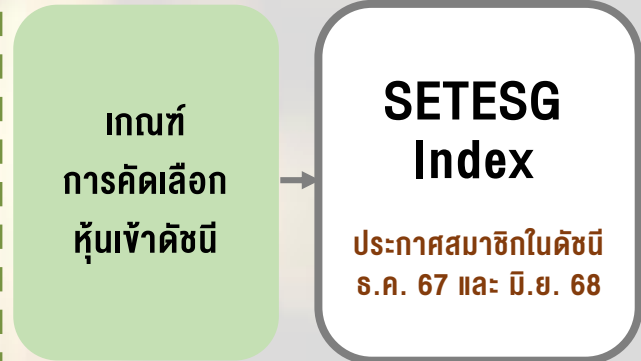 เกณฑ์
การคัดเลือก
หุ้นเข้าดัชนี
SETESG
Index
ประกาศสมาชิกในดัชนี
ธ.ค. 67 และ มิ.ย. 68